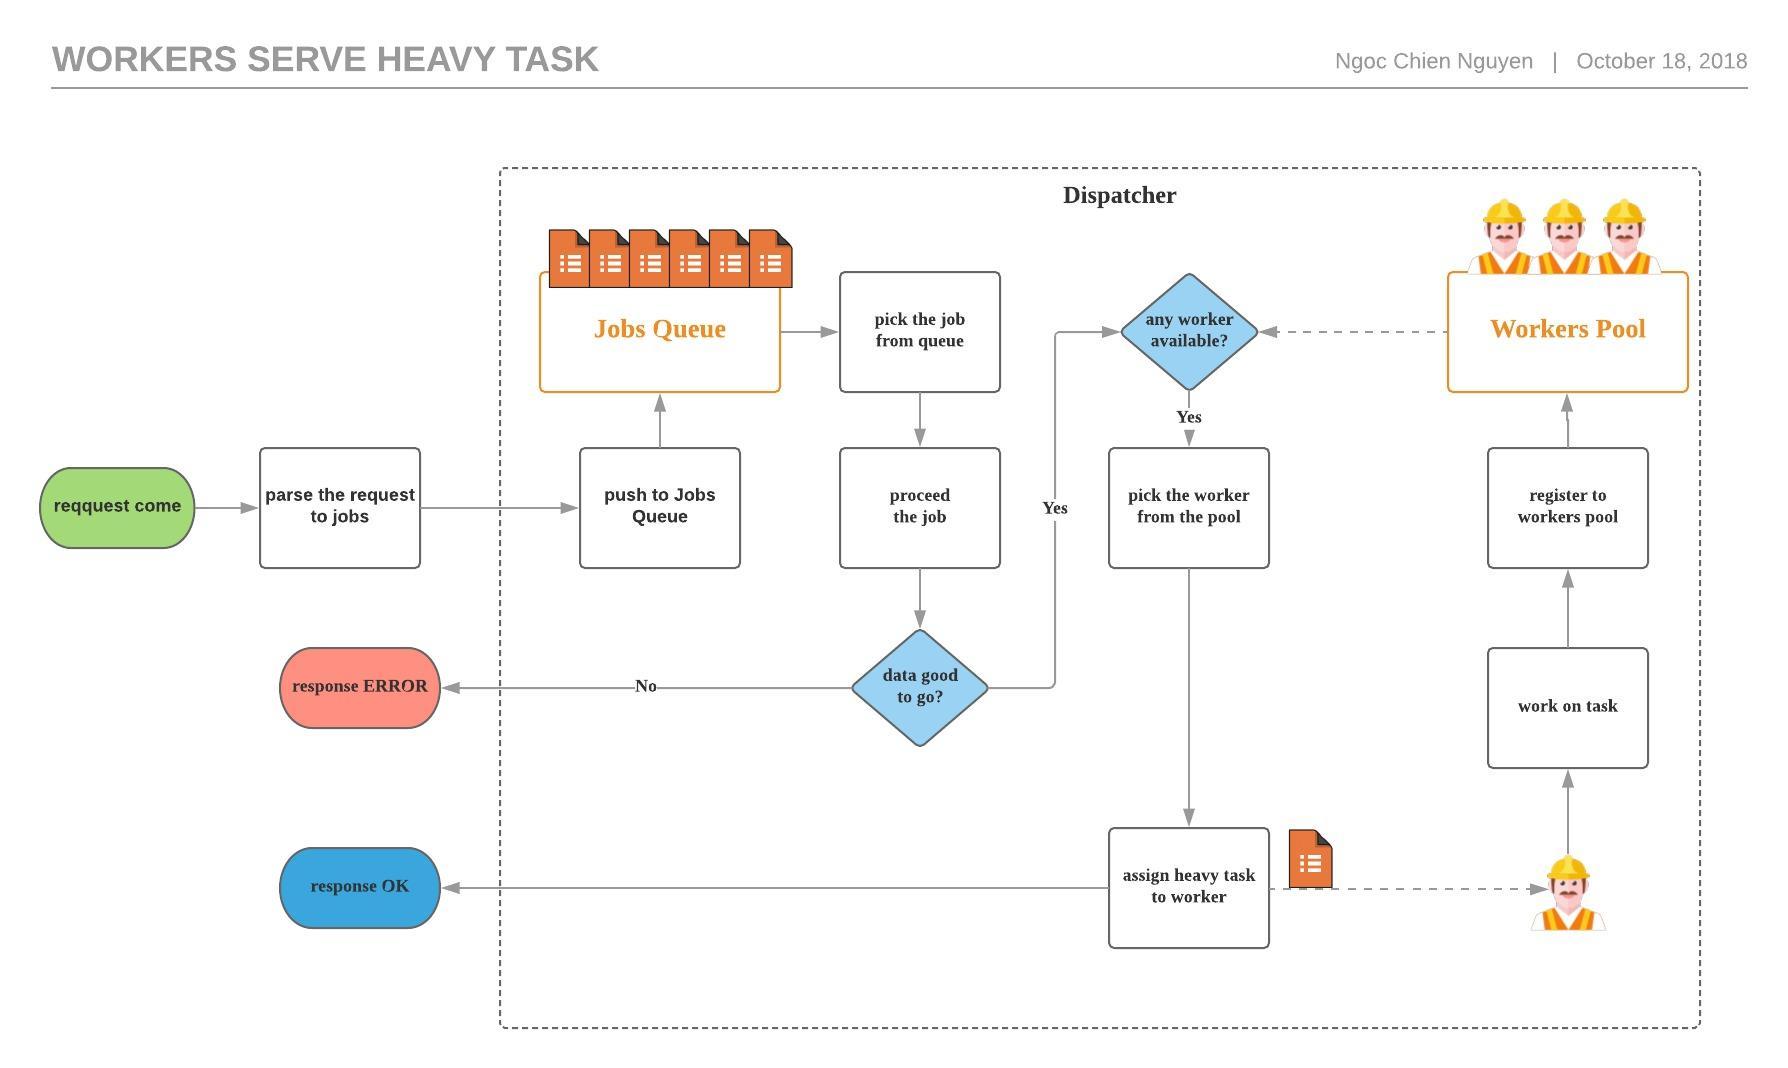 WORKERS SERVE HEAVY TASK
Ngoc Chien Nguyen | October 18, 2018
Dispatcher
Jobs Queue
pick the job
from queue
any worker
available?
Workers Pool
Yes
reqquest come
parse the request
to jobs
push to Jobs
Queue
proceed
the job
Yes
pick the worker
from the pool
register to
workers pool
response ERROR
No
data good
to go?
work on task
response OK
assign heavy task
to worker